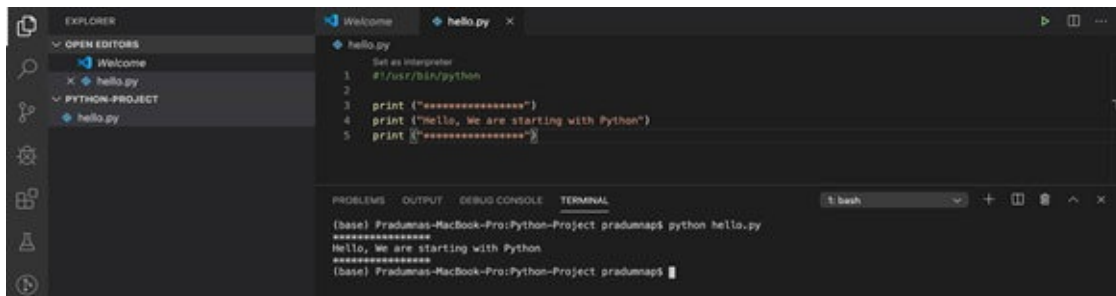 EXPLORER
OPEN EDITORS
Welcome
hello.py
PYTHON-PROJECT
hello.py
Welcome hello.py
hello.py
Set as interpreter
1 #!/usr/bin/python
2
3 print ("****************")
4 print ("Hello, We are starting with Python")
5 print ("****************")
PROBLEMS OUTPUT DEBUG CONSOLE TERMINAL 1: bash
(base) Pradumnas-MacBook-Pro:Python-Project pradumnap$ python hello.py
****************
Hello, We are starting with Python
****************
(base) Pradumnas-MacBook-Pro:Python-Project pradumnap$